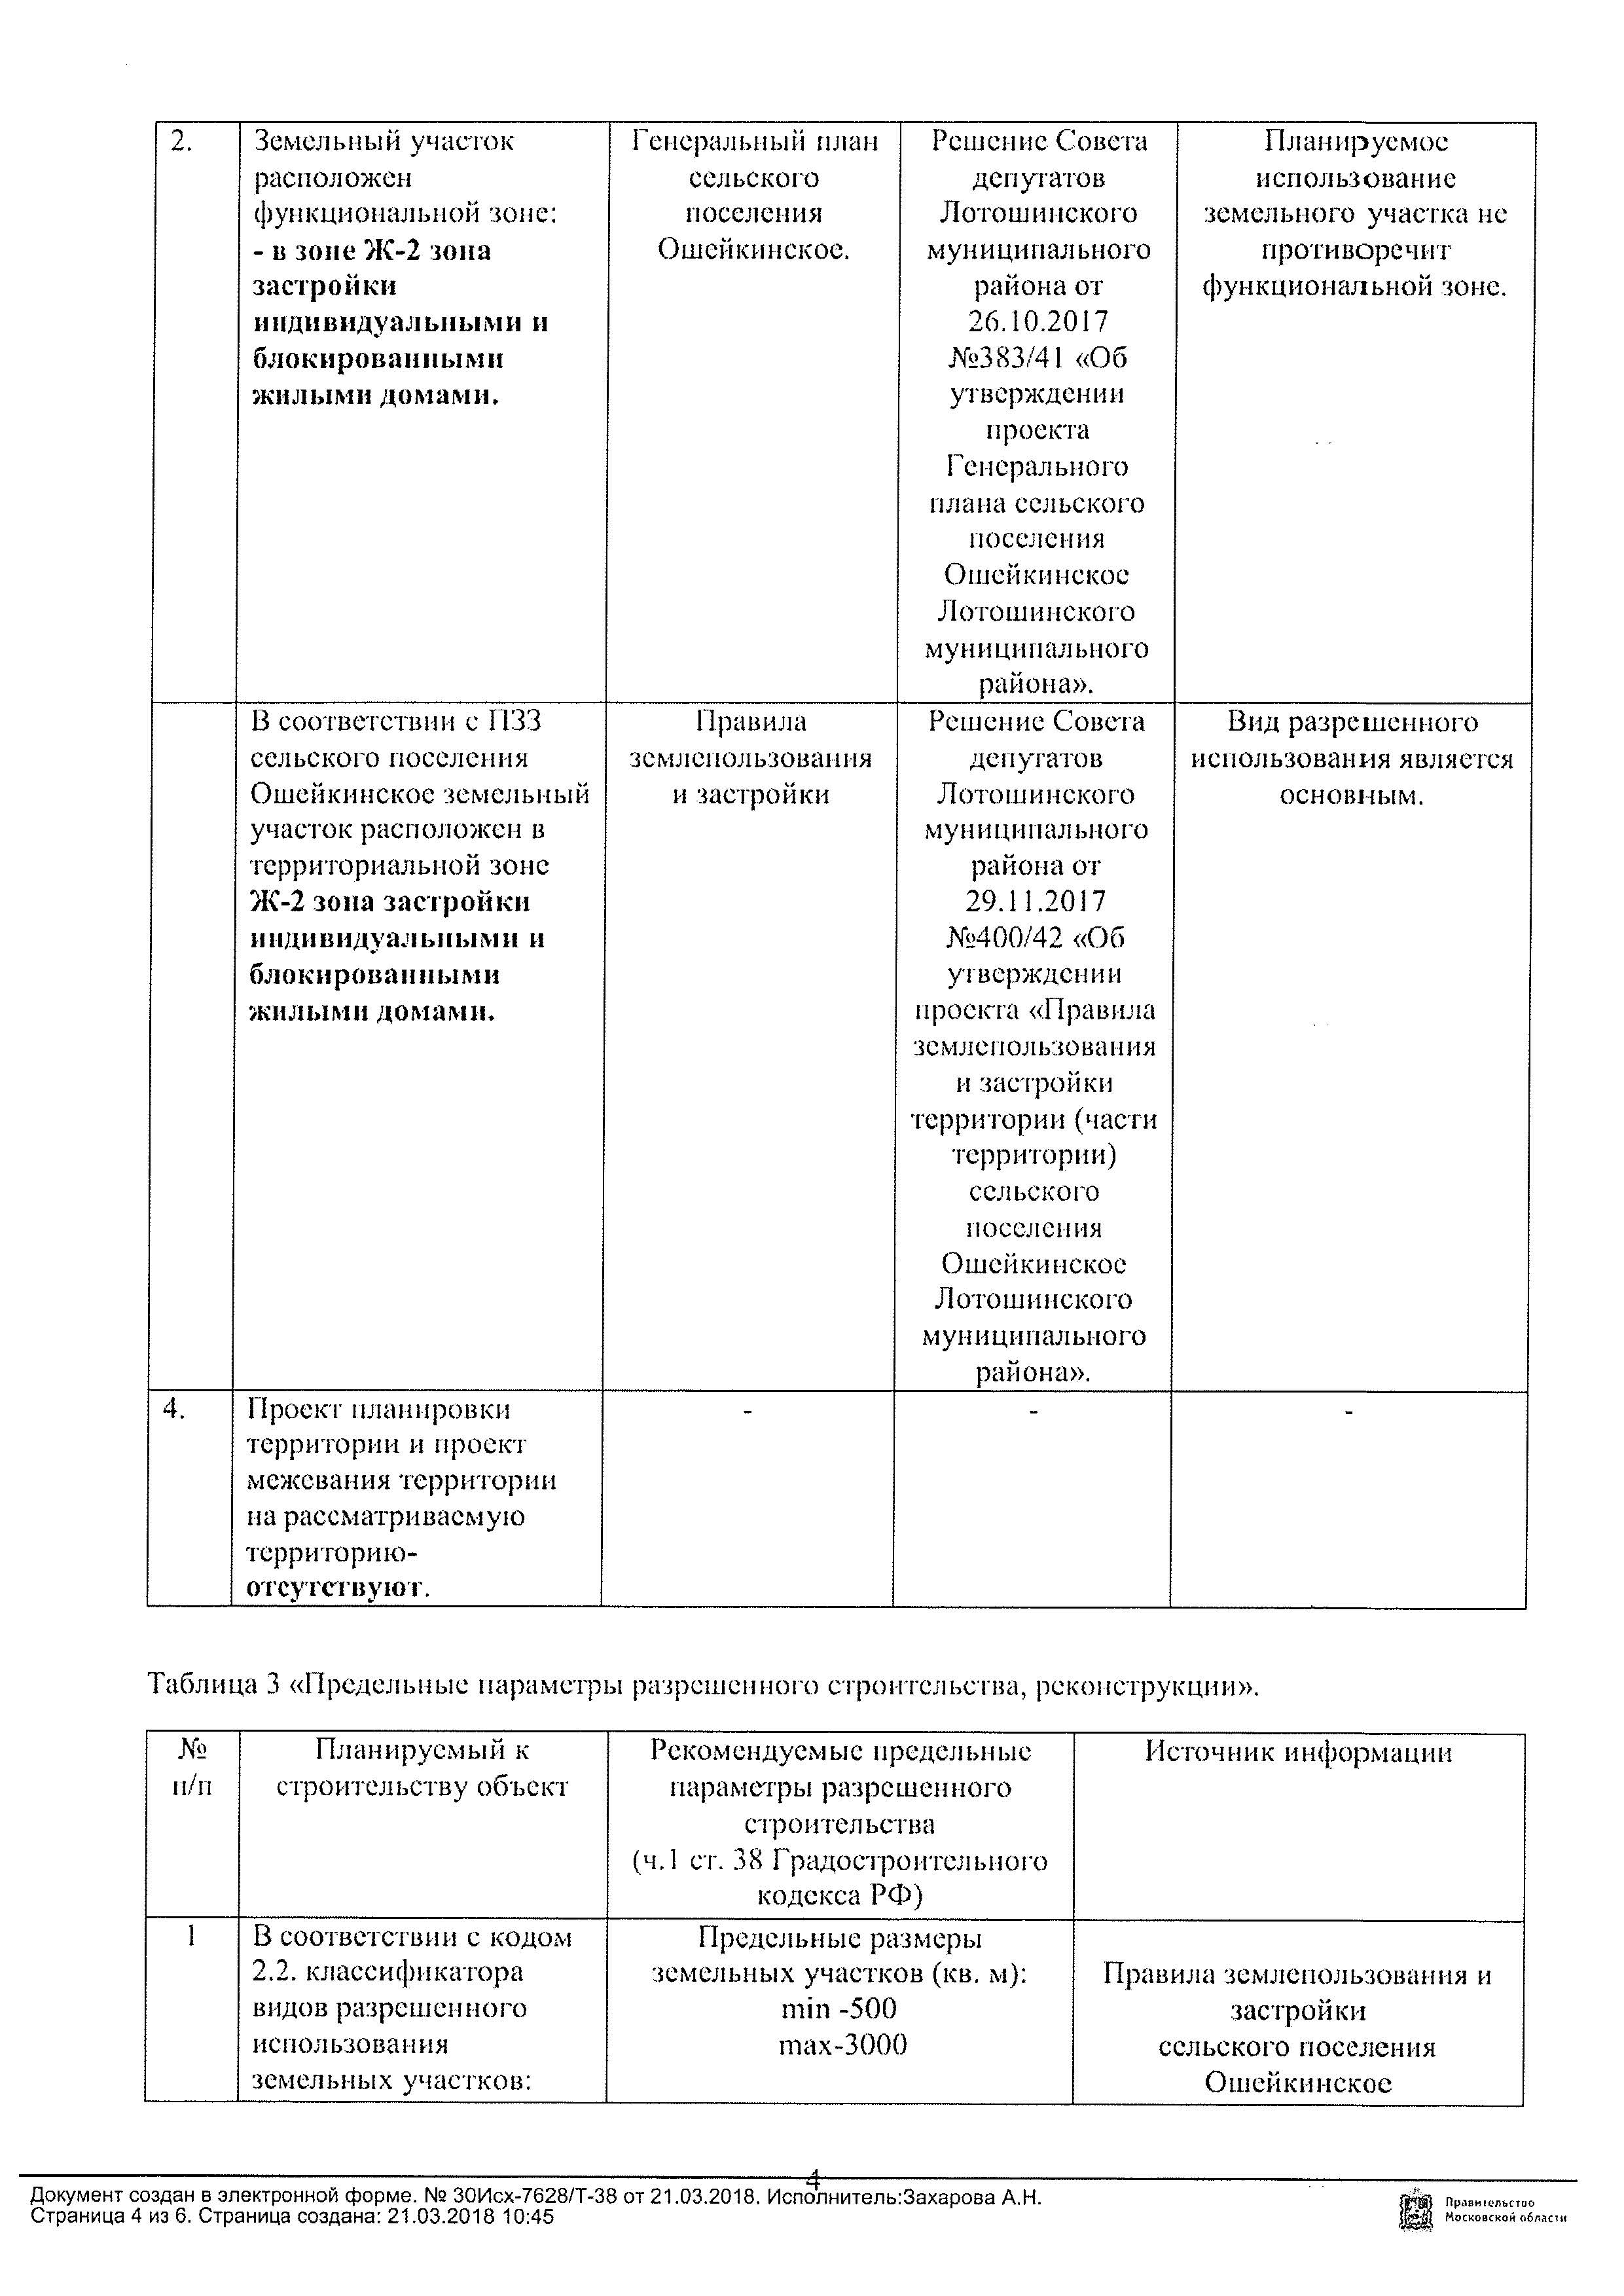 2.
Земельный участок
расположен
функциональной зоне:
- в зоне Ж-2 зона
застройки
индивидуальными и
блокированными
жилыми домами.
Генеральный план
сельского
поселения
Ошейкинское.
Решение Совета
депутатов
Лотошинского
муниципального
района от
26.10.2017
№383/41 «Об
утверждении
проекта
Генерального
плана сельского
поселения
Ошейкинское
Лотошинского
муниципального
района».
Планируемое
использование
земельного участка не
противоречит
функциональной зоне.
В соответствии с ПЗЗ
сельского поселения
Ошейкинское земельный
участок расположен в
территориальной зоне
Ж-2 зона застройки
индивидуальными и
блокированными
жилыми домами.
Правила
землепользования
и застройки
Решение Совета
депутатов
Лотошинского
муниципального
района от
29.11.2017
№400/42 «Об
утверждении
проекта «Правила
землепользования
и застройки
территории (части
территории)
сельского
поселения
Ошейкинское
Лотошинского
муниципального
района».
Вид разрешенного
использования является
основным.
4.
Проект планировки
территории и проект
межевания территории
на рассматриваемую
территорию-
отсутствуют.
-
-
-
Таблица 3 «Предельные параметры разрешенного строительства, реконструкции».
№
п/п
Планируемый к
строительству объект
Рекомендуемые предельные
параметры разрешенного
строительства
(ч.1 ст. 38 Градостроительного
кодекса РФ)
Источник информации
1
В соответствии с кодом
2.2. классификатора
видов разрешенного
использования
земельных участков:
Предельные размеры
земельных участков (кв. м):
min -500
max-3000
Правила землепользования и
застройки
сельского поселения
Ошейкинское
4
Документ создан в электронной форме. № 30Исх-7628/Т-38 от 21.03.2018. Исполнитель:Захарова А.Н.
Страница 4 из 6. Страница создана: 21.03.2018 10:45
Правительство
Московской области